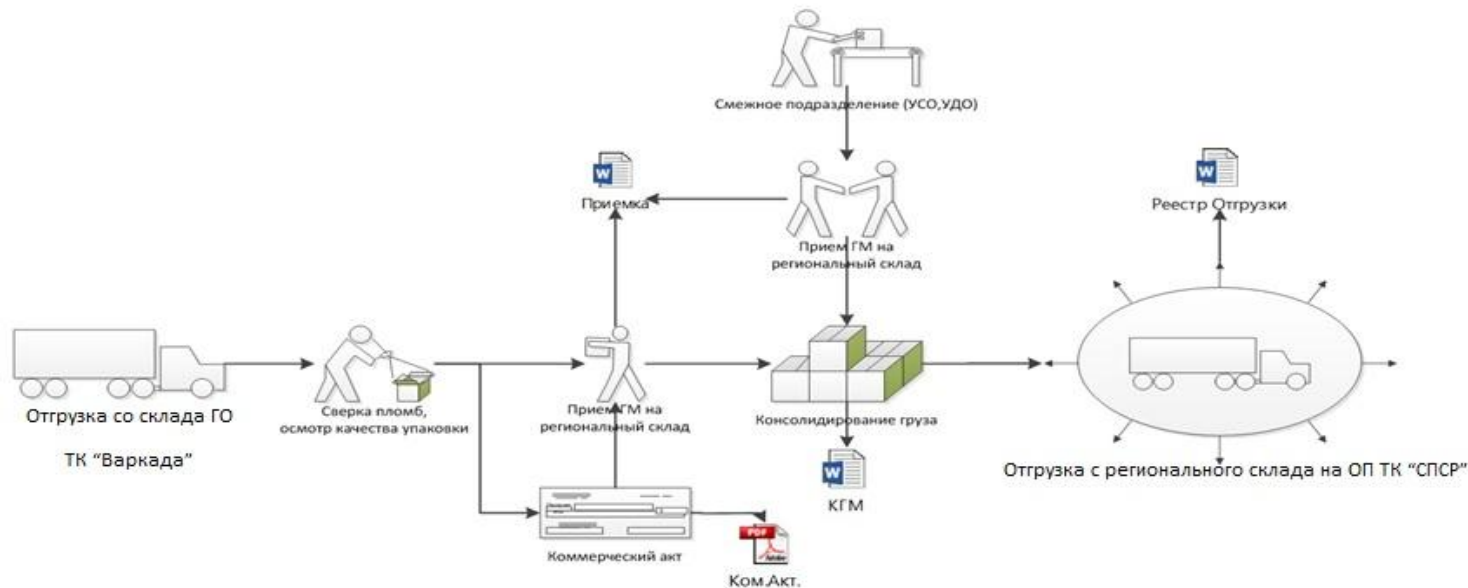 Смежное подразделение (УСО,УДО)
W
Приемка
W
Реестр Отгрузки
Прием ГМ на
региональный склад
Отгрузка со склада ГО
ТК “Варкада”
Сверка пломб,
осмотр качества упаковки
Прием ГМ на
региональный склад
Консолидирование груза
Отгрузка с регионального склада на ОП ТК “СПСР”
W
КГМ
Коммерческий акт
PDF
Adobe
Ком.Акт.